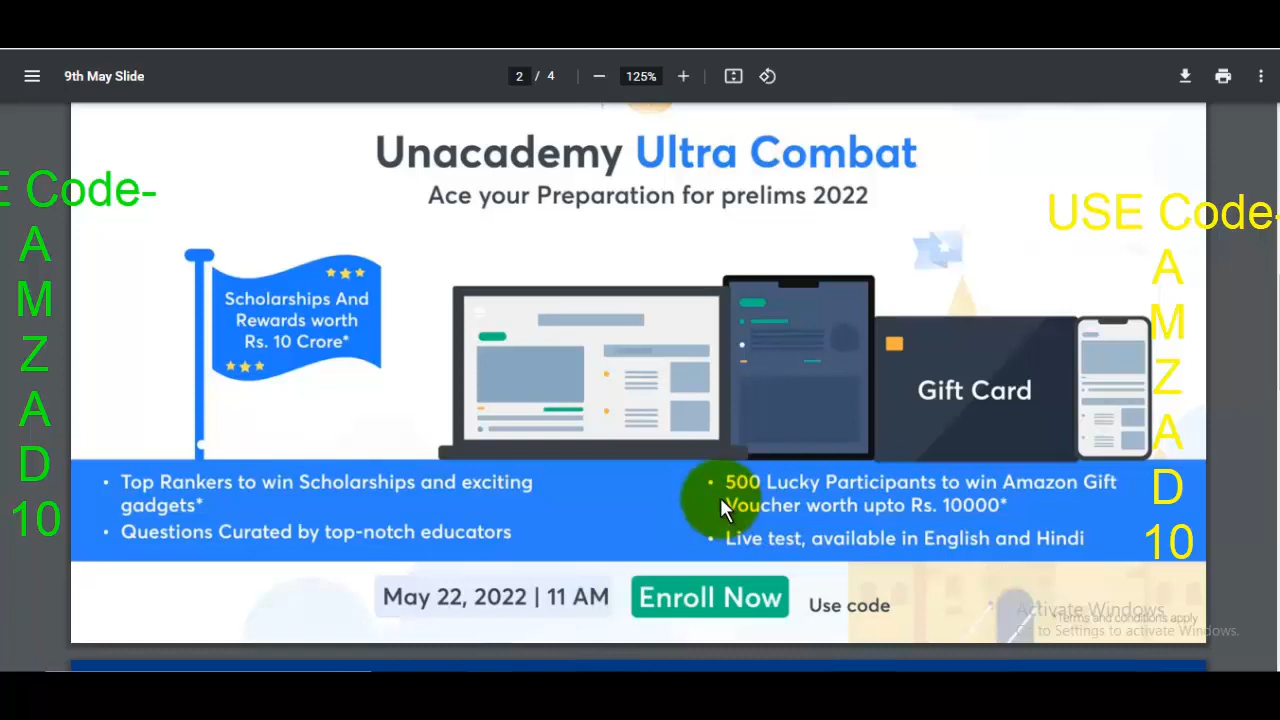 9th May Slide
2 / 4
125%
Unacademy Ultra Combat
Ace your Preparation for prelims 2022
E Code-
A
M
Z
A
D
10
USE Code-
A
M
Z
A
D
10
Scholarships And
Rewards worth
Rs. 10 Crore*
Gift Card
• Top Rankers to win Scholarships and exciting
gadgets*
• Questions Curated by top-notch educators
• 500 Lucky Participants to win Amazon Gift
Voucher worth upto Rs. 10000*
• Live test, available in English and Hindi
May 22, 2022 | 11 AM
Enroll Now
Use code
Activate Windows
*Terms and conditions apply
to Settings to activate Windows.